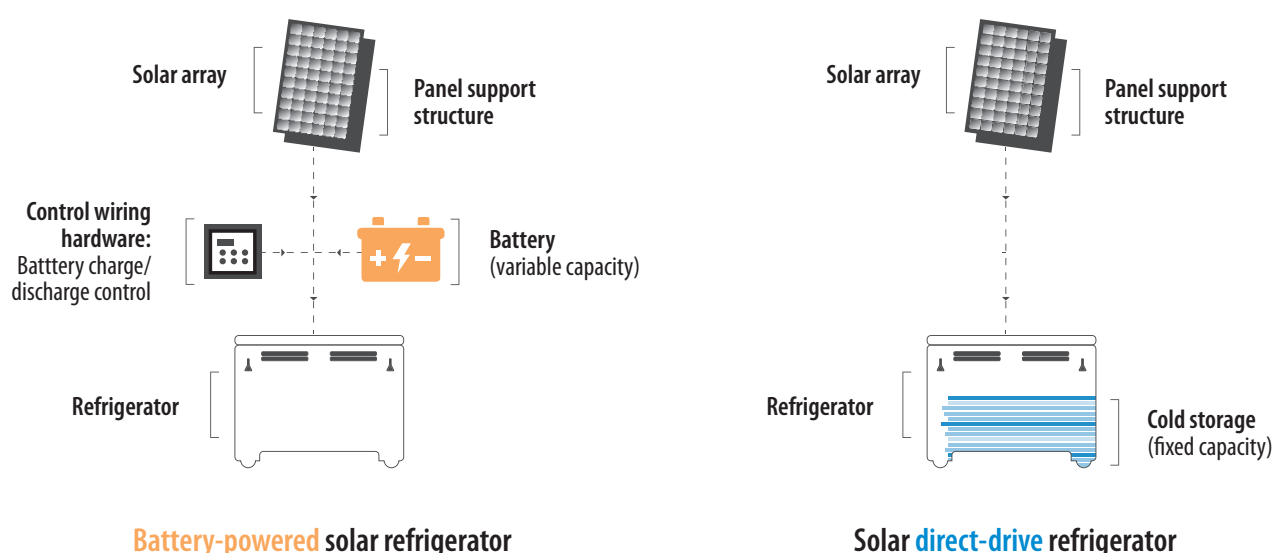 Solar array
Panel support
structure
Control wiring
hardware:
Batttery charge/
discharge control
Battery
(variable capacity)
Refrigerator
Battery-powered solar refrigerator
Solar array
Panel support
structure
Refrigerator
Cold storage
(fixed capacity)
Solar direct-drive refrigerator